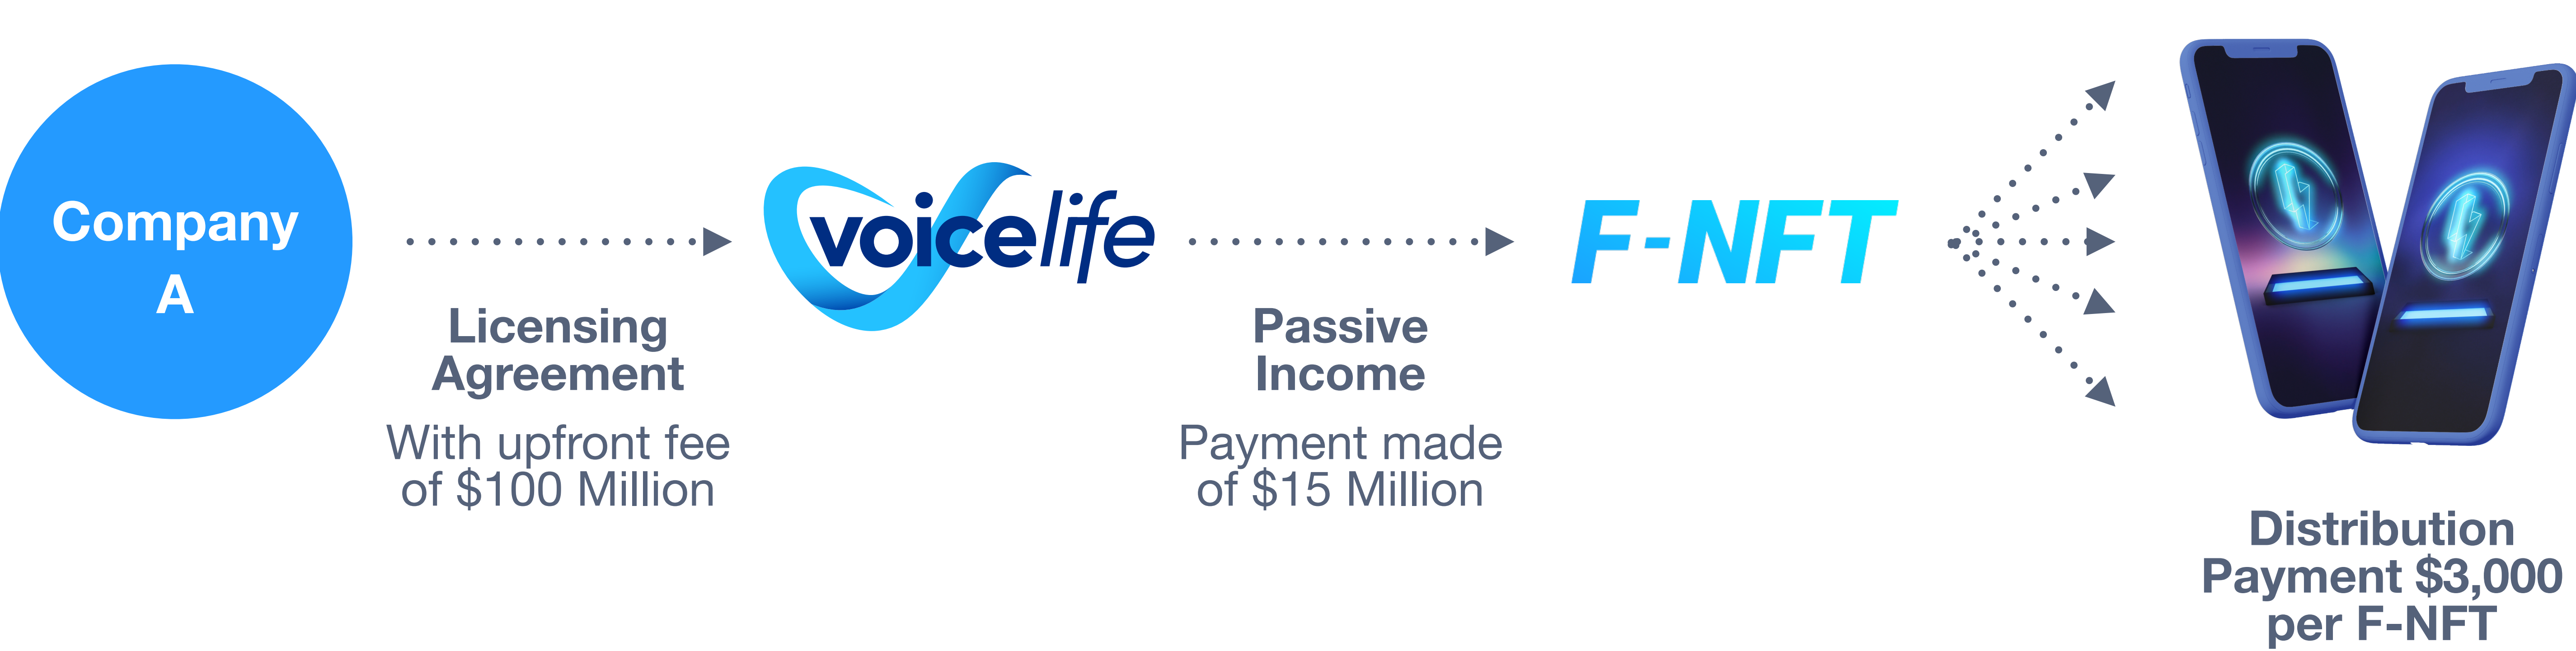 Company
A
Licensing
Agreement
With upfront fee
of $100 Million
voicelife
Passive
Income
Payment made
of $15 Million
F-NFT
Distribution
Payment $3,000
per F-NFT